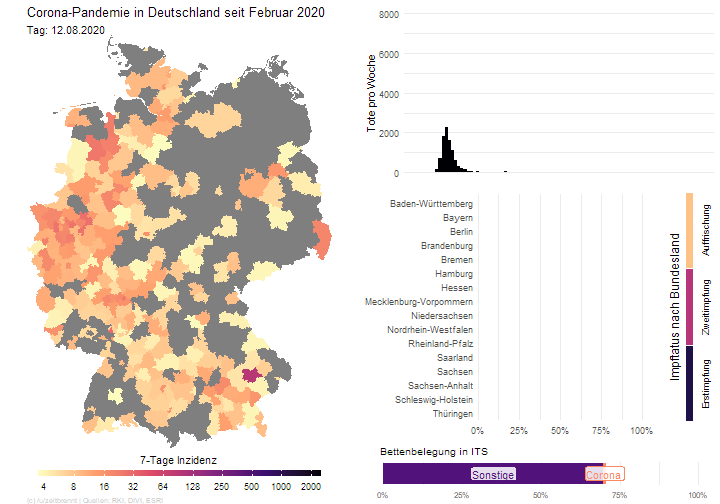 Corona-Pandemie in Deutschland seit Februar 2020
Tag: 12.08.2020
7-Tage Inzidenz
4 8 16 32 64 128 250 500 1000 2000
(c) /u/zeitbrennt | Quellen: RKI, DIVI, ESRI
Tote pro Woche
8000
6000
4000
2000
0
Baden-Württemberg
Bayern
Berlin
Brandenburg
Bremen
Hamburg
Hessen
Mecklenburg-Vorpommern
Niedersachsen
Nordrhein-Westfalen
Rheinland-Pfalz
Saarland
Sachsen
Sachsen-Anhalt
Schleswig-Holstein
Thüringen
0% 25% 50% 75% 100%
Impfstatus nach Bundesland
Auffrischung
Zweitimpfung
Erstimpfung
Bettenbelegung in ITS
Sonstige Corona
0% 25% 50% 75% 100%